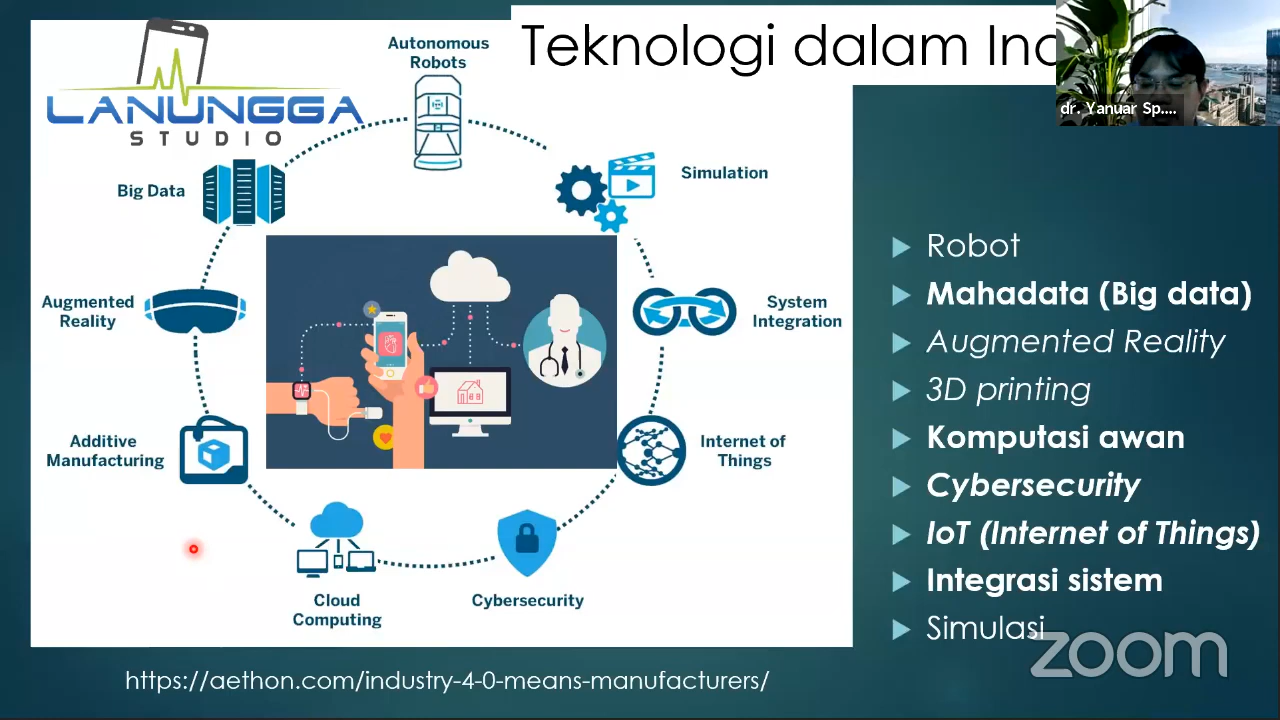 LANUNGGA
STUDIO
Teknologi dalam
dr. Yanuar Sp....
Autonomous
Robots
Simulation
Big Data
Augmented
Reality
System
Integration
Additive
Manufacturing
Internet of
Things
Cloud
Computing
Cybersecurity
Robot
Mahadata (Big data)
Augmented Reality
3D printing
Komputasi awan
Cybersecurity
IoT (Internet of Things)
Integrasi sistem
Simulasi
zoom
https://aethon.com/industry-4-0-means-manufacturers/